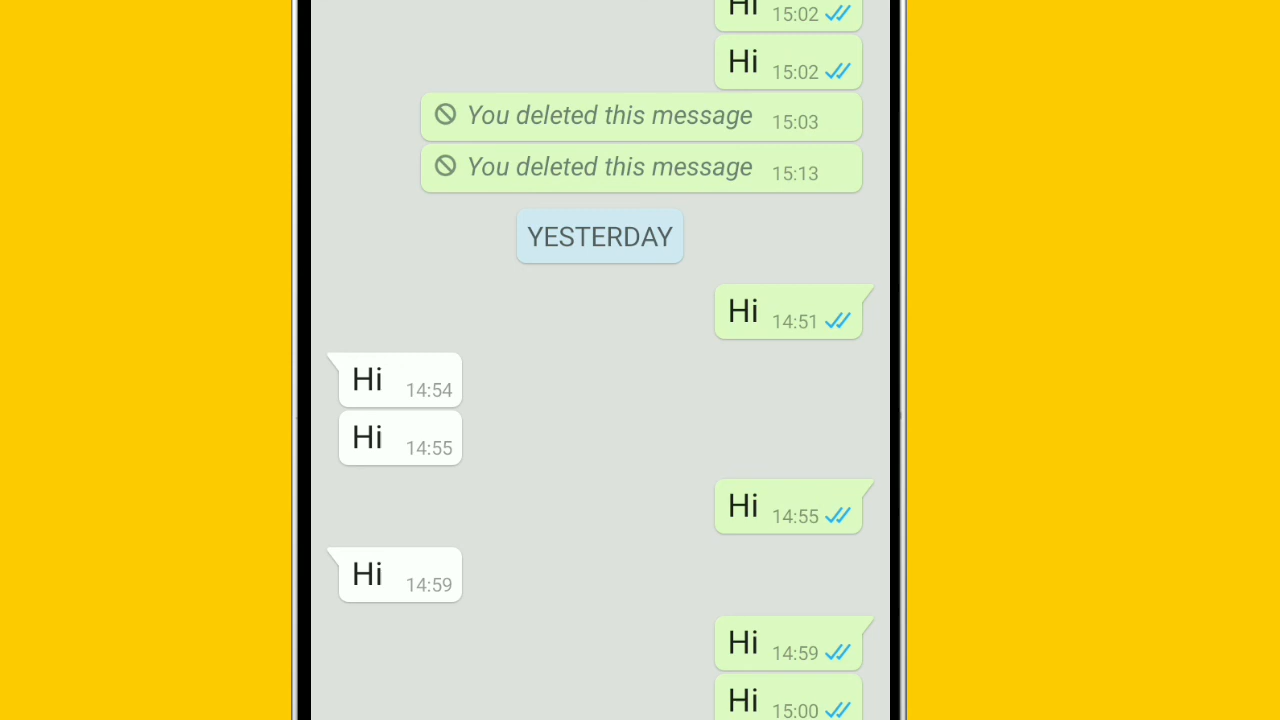 Hi 15:02
Hi 15:02
You deleted this message 15:03
You deleted this message 15:13
YESTERDAY
Hi 14:51
Hi 14:54
Hi 14:55
Hi 14:55
Hi 14:59
Hi 14:59
Hi 15:00